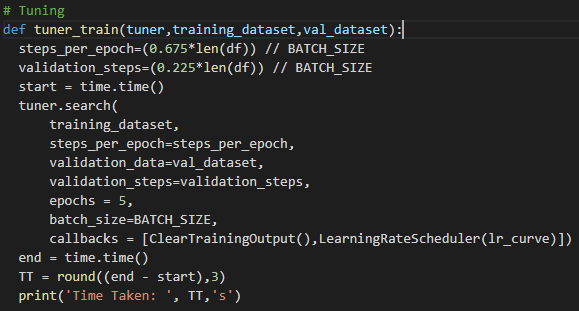 # Tuning
def tuner_train(tuner,training_dataset,val_dataset):
  steps_per_epoch=(0.675*len(df)) // BATCH_SIZE
  validation_steps=(0.225*len(df)) // BATCH_SIZE
  start = time.time()
  tuner.search(
      training_dataset,
      steps_per_epoch=steps_per_epoch,
      validation_data=val_dataset,
      validation_steps=validation_steps,
      epochs = 5,
      batch_size=BATCH_SIZE,
      callbacks = [ClearTrainingOutput(),LearningRateScheduler(lr_curve)])
  end = time.time()
  TT = round((end - start),3)
  print('Time Taken: ', TT,'s')